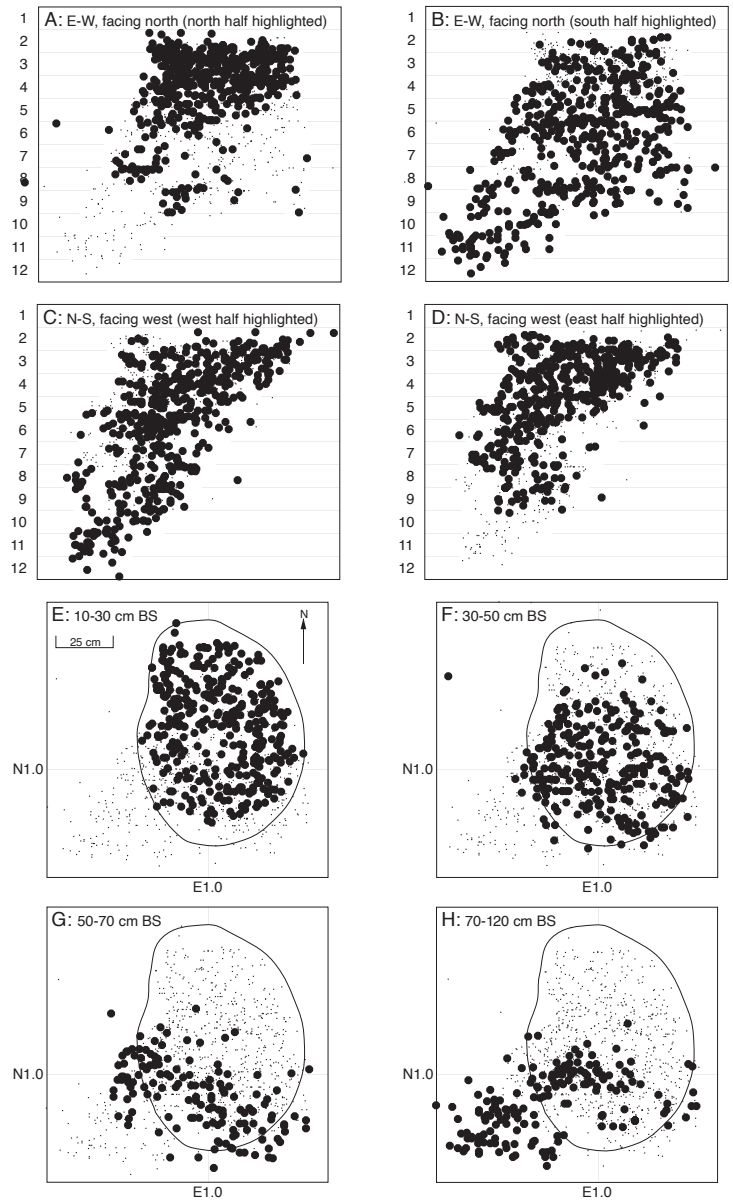 A: E-W, facing north (north half highlighted)
1
2
3
4
5
6
7
8
9
10
11
12
B: E-W, facing north (south half highlighted)
1
2
3
4
5
6
7
8
9
10
11
12
C: N-S, facing west (west half highlighted)
1
2
3
4
5
6
7
8
9
10
11
12
D: N-S, facing west (east half highlighted)
1
2
3
4
5
6
7
8
9
10
11
12
E: 10-30 cm BS
N
25 cm
N1.0
E1.0
F: 30-50 cm BS
N1.0
E1.0
G: 50-70 cm BS
N1.0
E1.0
H: 70-120 cm BS
N1.0
E1.0